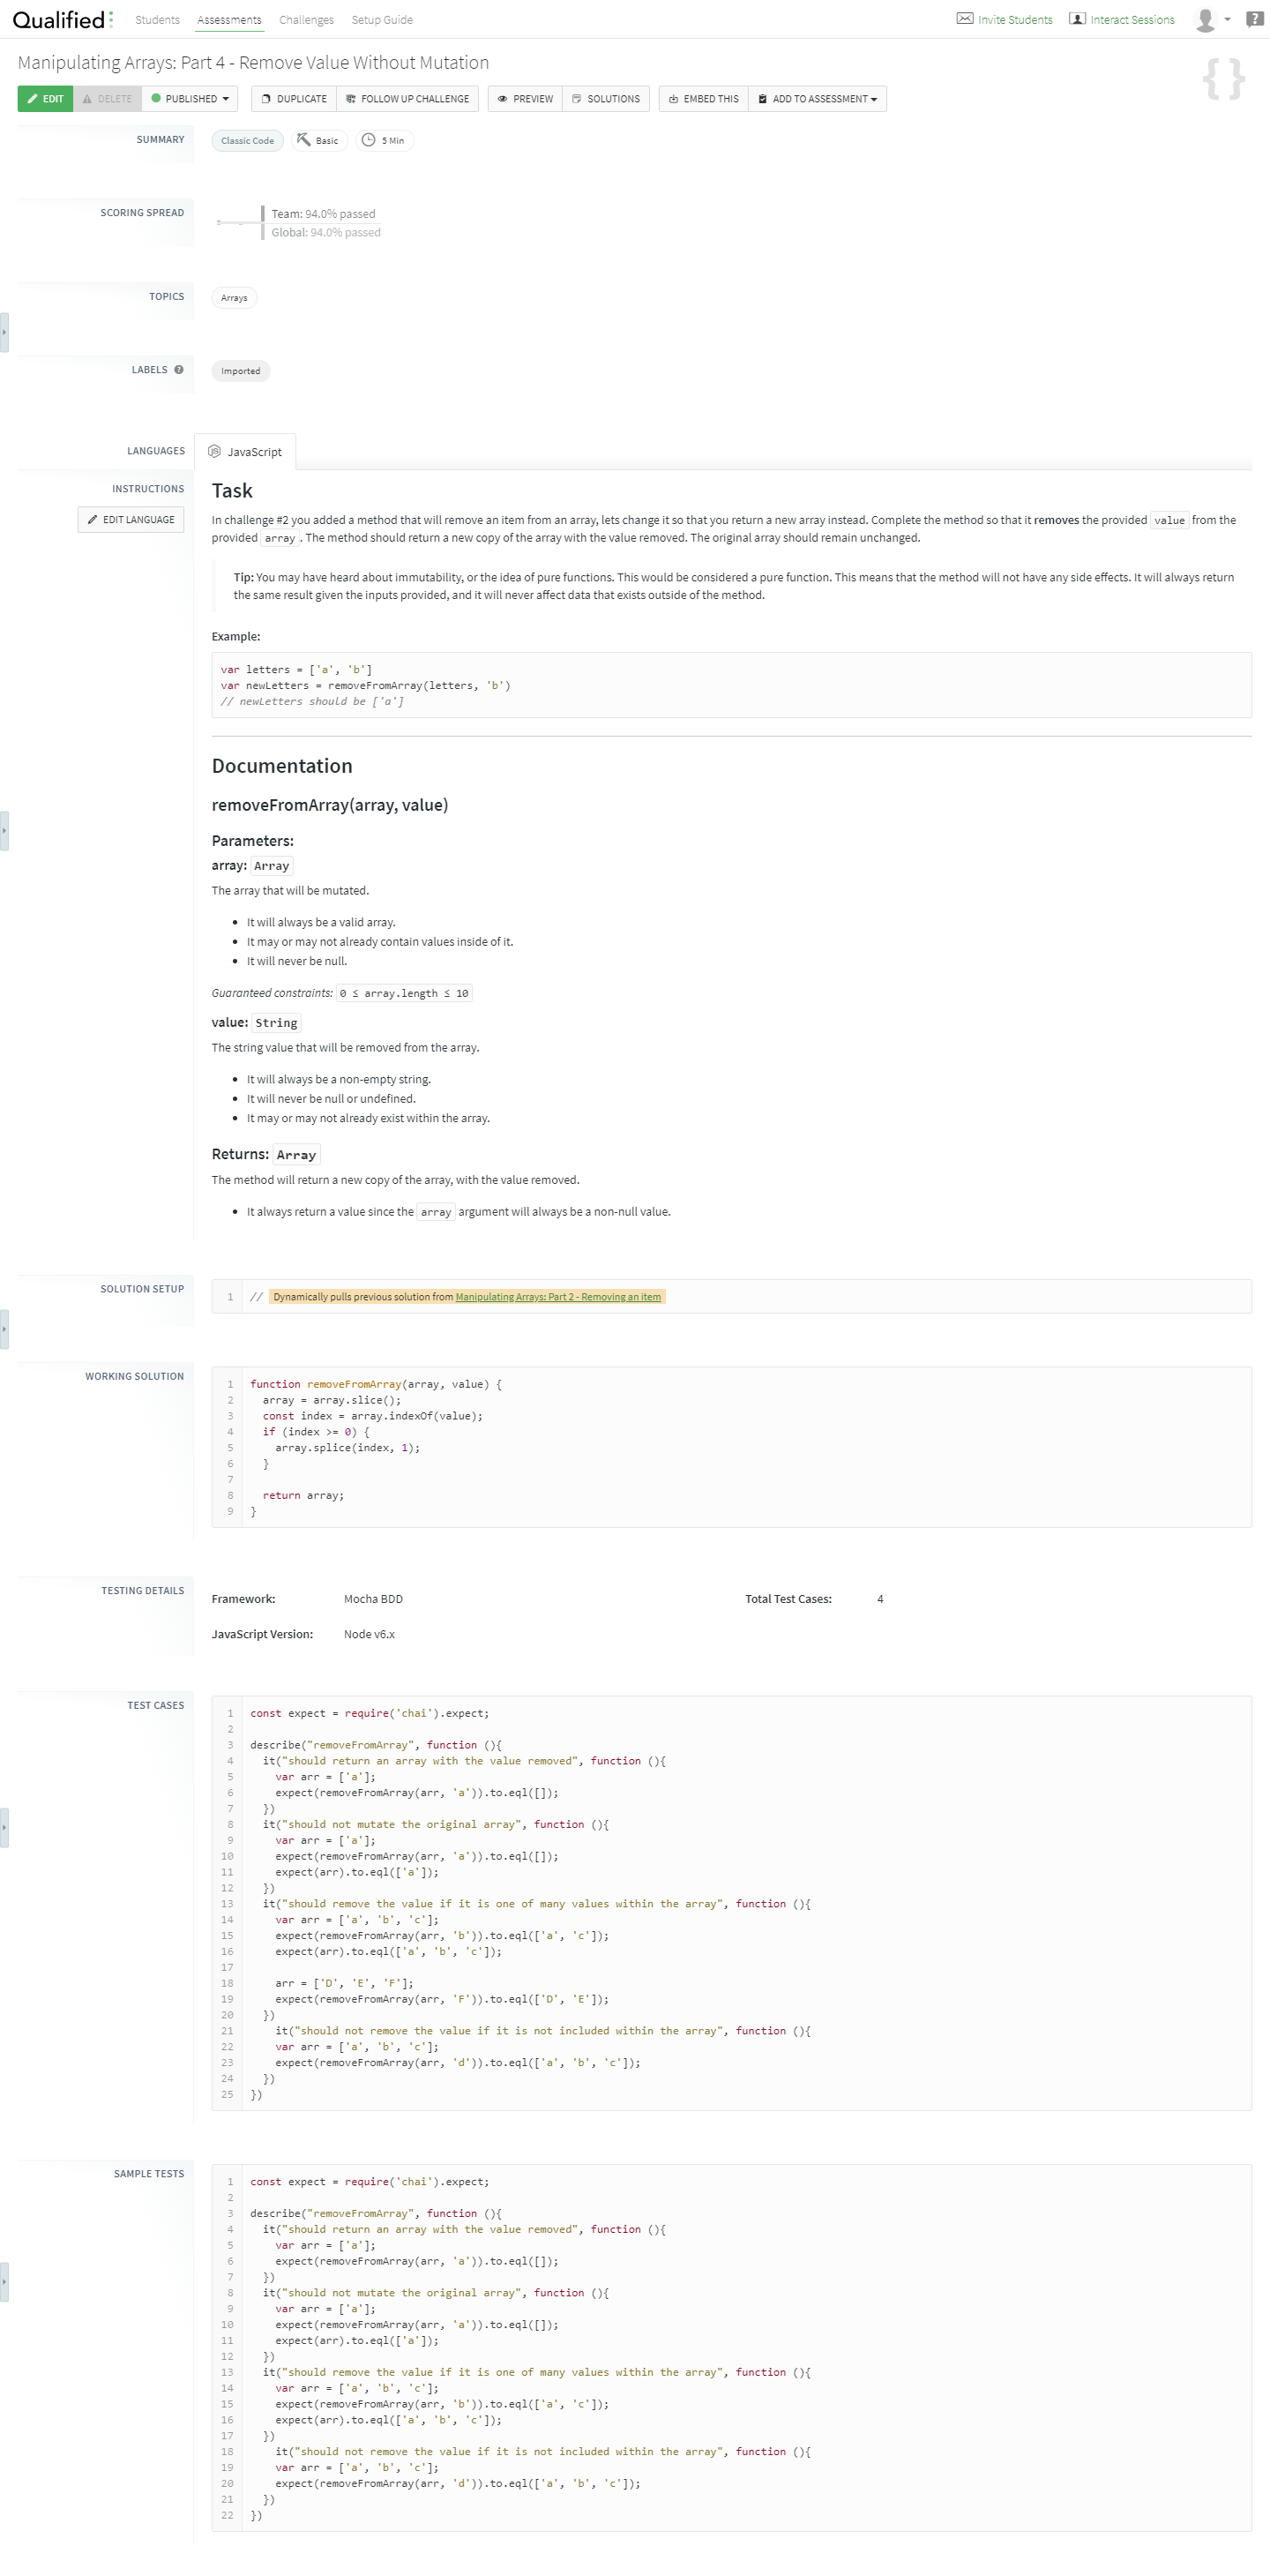 Qualified
Students Assessments Challenges Setup Guide Invite Students Interact Sessions
Manipulating Arrays: Part 4 - Remove Value Without Mutation
{ }
EDIT DELETE PUBLISHED DUPLICATE FOLLOW UP CHALLENGE PREVIEW SOLUTIONS EMBED THIS ADD TO ASSESSMENT
SUMMARY Classic Code Basic 5 Min
SCORING SPREAD Team: 94.0% passed
Global: 94.0% passed
TOPICS Arrays
LABELS ? Imported
LANGUAGES JavaScript
INSTRUCTIONS
EDIT LANGUAGE
Task
In challenge #2 you added a method that will remove an item from an array, lets change it so that you return a new array instead. Complete the method so that it removes the provided value from the
provided array. The method should return a new copy of the array with the value removed. The original array should remain unchanged.
Tip: You may have heard about immutability, or the idea of pure functions. This would be considered a pure function. This means that the method will not have any side effects. It will always return
the same result given the inputs provided, and it will never affect data that exists outside of the method.
Example:
var letters = ['a', 'b']
var newLetters = removeFromArray(letters, 'b')
// newLetters should be ['a']
Documentation
removeFromArray(array, value)
Parameters:
array: Array
The array that will be mutated.
• It will always be a valid array.
• It may or may not already contain values inside of it.
• It will never be null.
Guaranteed constraints: 0 ≤ array.length ≤ 10
value: String
The string value that will be removed from the array.
• It will always be a non-empty string.
• It will never be null or undefined.
• It may or may not already exist within the array.
Returns: Array
The method will return a new copy of the array, with the value removed.
• It always return a value since the array argument will always be a non-null value.
SOLUTION SETUP
1 // Dynamically pulls previous solution from Manipulating Arrays: Part 2 - Removing an item
WORKING SOLUTION
1 function removeFromArray(array, value) {
2   array = array.slice();
3   const index = array.indexOf(value);
4   if (index >= 0) {
5     array.splice(index, 1);
6   }
7
8   return array;
9 }
TESTING DETAILS
Framework: Mocha BDD Total Test Cases: 4
JavaScript Version: Node v6.x
TEST CASES
1 const expect = require('chai').expect;
2
3 describe("removeFromArray", function (){
4   it("should return an array with the value removed", function (){
5     var arr = ['a'];
6     expect(removeFromArray(arr, 'a')).to.eql([]);
7   })
8   it("should not mutate the original array", function (){
9     var arr = ['a'];
10     expect(removeFromArray(arr, 'a')).to.eql([]);
11     expect(arr).to.eql(['a']);
12   })
13   it("should remove the value if it is one of many values within the array", function (){
14     var arr = ['a', 'b', 'c'];
15     expect(removeFromArray(arr, 'b')).to.eql(['a', 'c']);
16     expect(arr).to.eql(['a', 'b', 'c']);
17
18     arr = ['D', 'E', 'F'];
19     expect(removeFromArray(arr, 'F')).to.eql(['D', 'E']);
20   })
21     it("should not remove the value if it is not included within the array", function (){
22     var arr = ['a', 'b', 'c'];
23     expect(removeFromArray(arr, 'd')).to.eql(['a', 'b', 'c']);
24   })
25 })
SAMPLE TESTS
1 const expect = require('chai').expect;
2
3 describe("removeFromArray", function (){
4   it("should return an array with the value removed", function (){
5     var arr = ['a'];
6     expect(removeFromArray(arr, 'a')).to.eql([]);
7   })
8   it("should not mutate the original array", function (){
9     var arr = ['a'];
10     expect(removeFromArray(arr, 'a')).to.eql([]);
11     expect(arr).to.eql(['a']);
12   })
13   it("should remove the value if it is one of many values within the array", function (){
14     var arr = ['a', 'b', 'c'];
15     expect(removeFromArray(arr, 'b')).to.eql(['a', 'c']);
16     expect(arr).to.eql(['a', 'b', 'c']);
17   })
18     it("should not remove the value if it is not included within the array", function (){
19     var arr = ['a', 'b', 'c'];
20     expect(removeFromArray(arr, 'd')).to.eql(['a', 'b', 'c']);
21   })
22 })